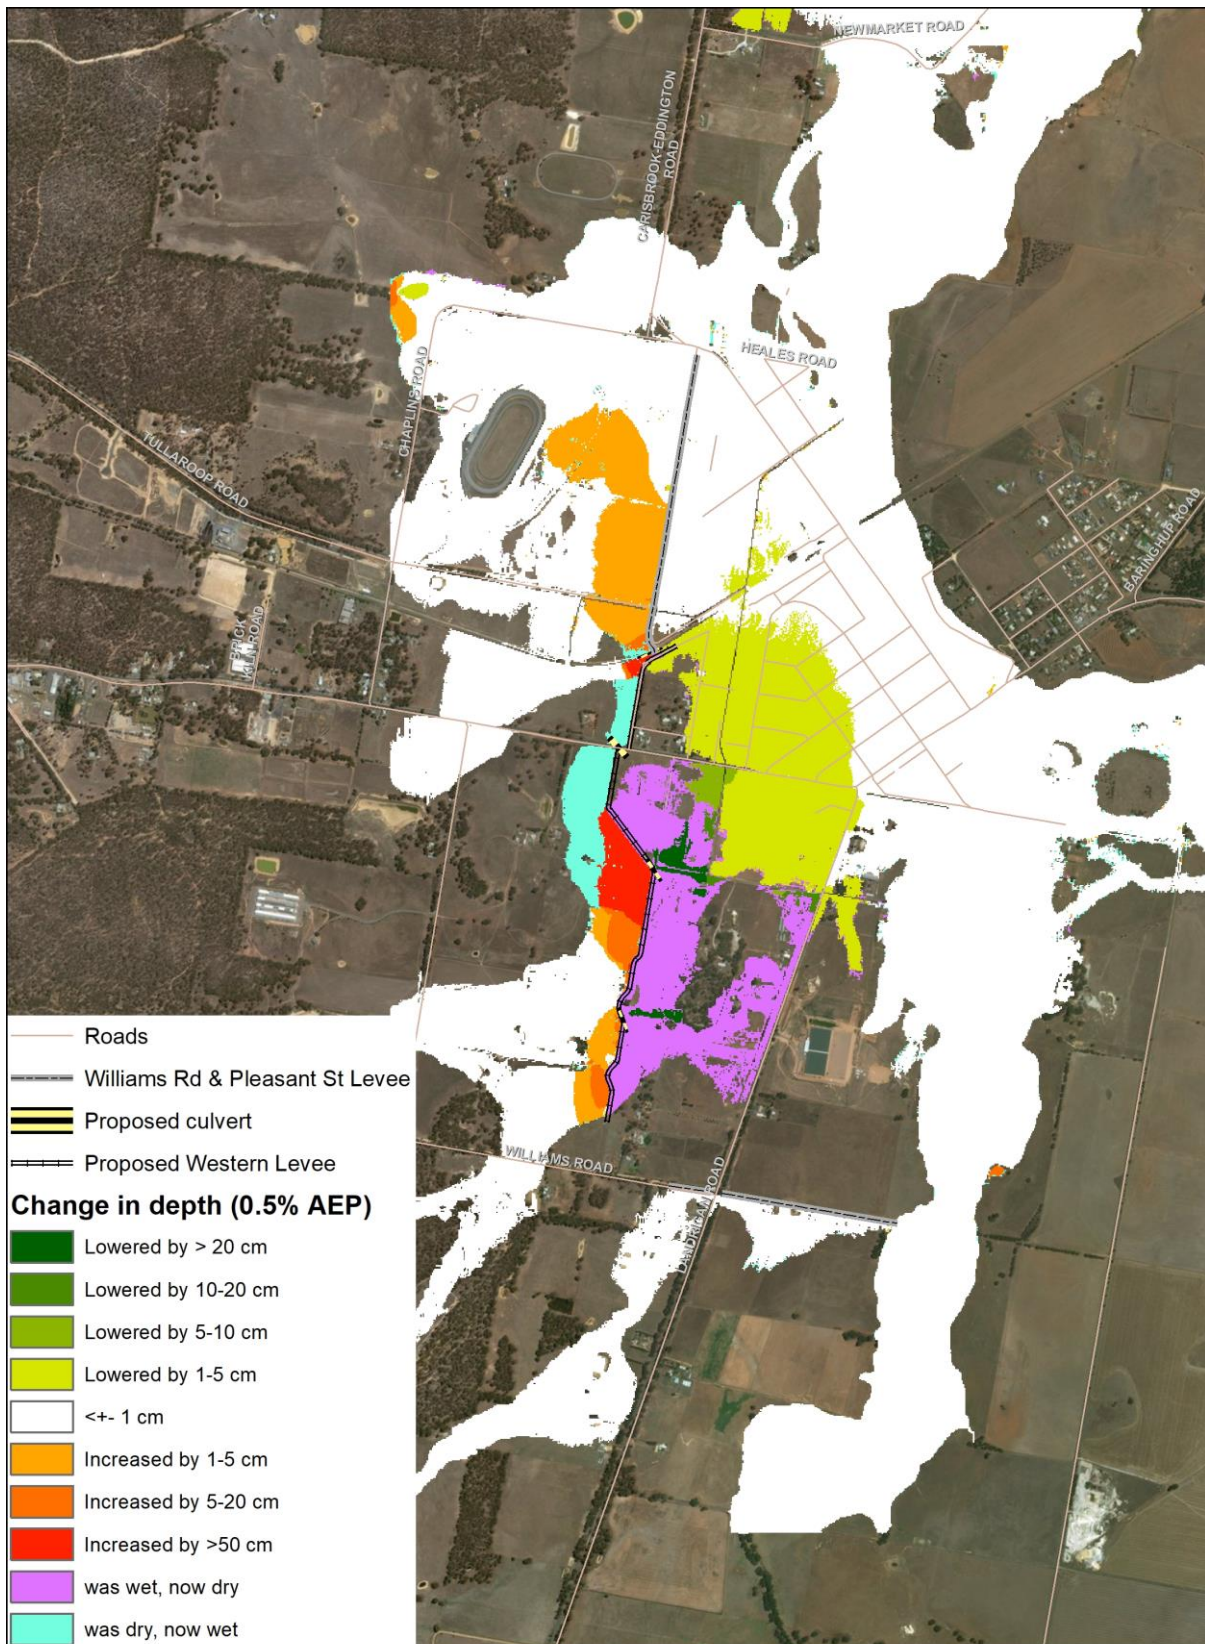 NEWMARKET ROAD
CARISBROOK-EDDINGTON
ROAD
HEALES ROAD
CHAPLINS ROAD
TULLAROOP ROAD
BARINGHUP ROAD
BRICK
KILN ROAD
WILLIAMS ROAD
LANDRIGAN ROAD
Roads
Williams Rd & Pleasant St Levee
Proposed culvert
Proposed Western Levee
Change in depth (0.5% AEP)
Lowered by > 20 cm
Lowered by 10-20 cm
Lowered by 5-10 cm
Lowered by 1-5 cm
<+- 1 cm
Increased by 1-5 cm
Increased by 5-20 cm
Increased by >50 cm
was wet, now dry
was dry, now wet